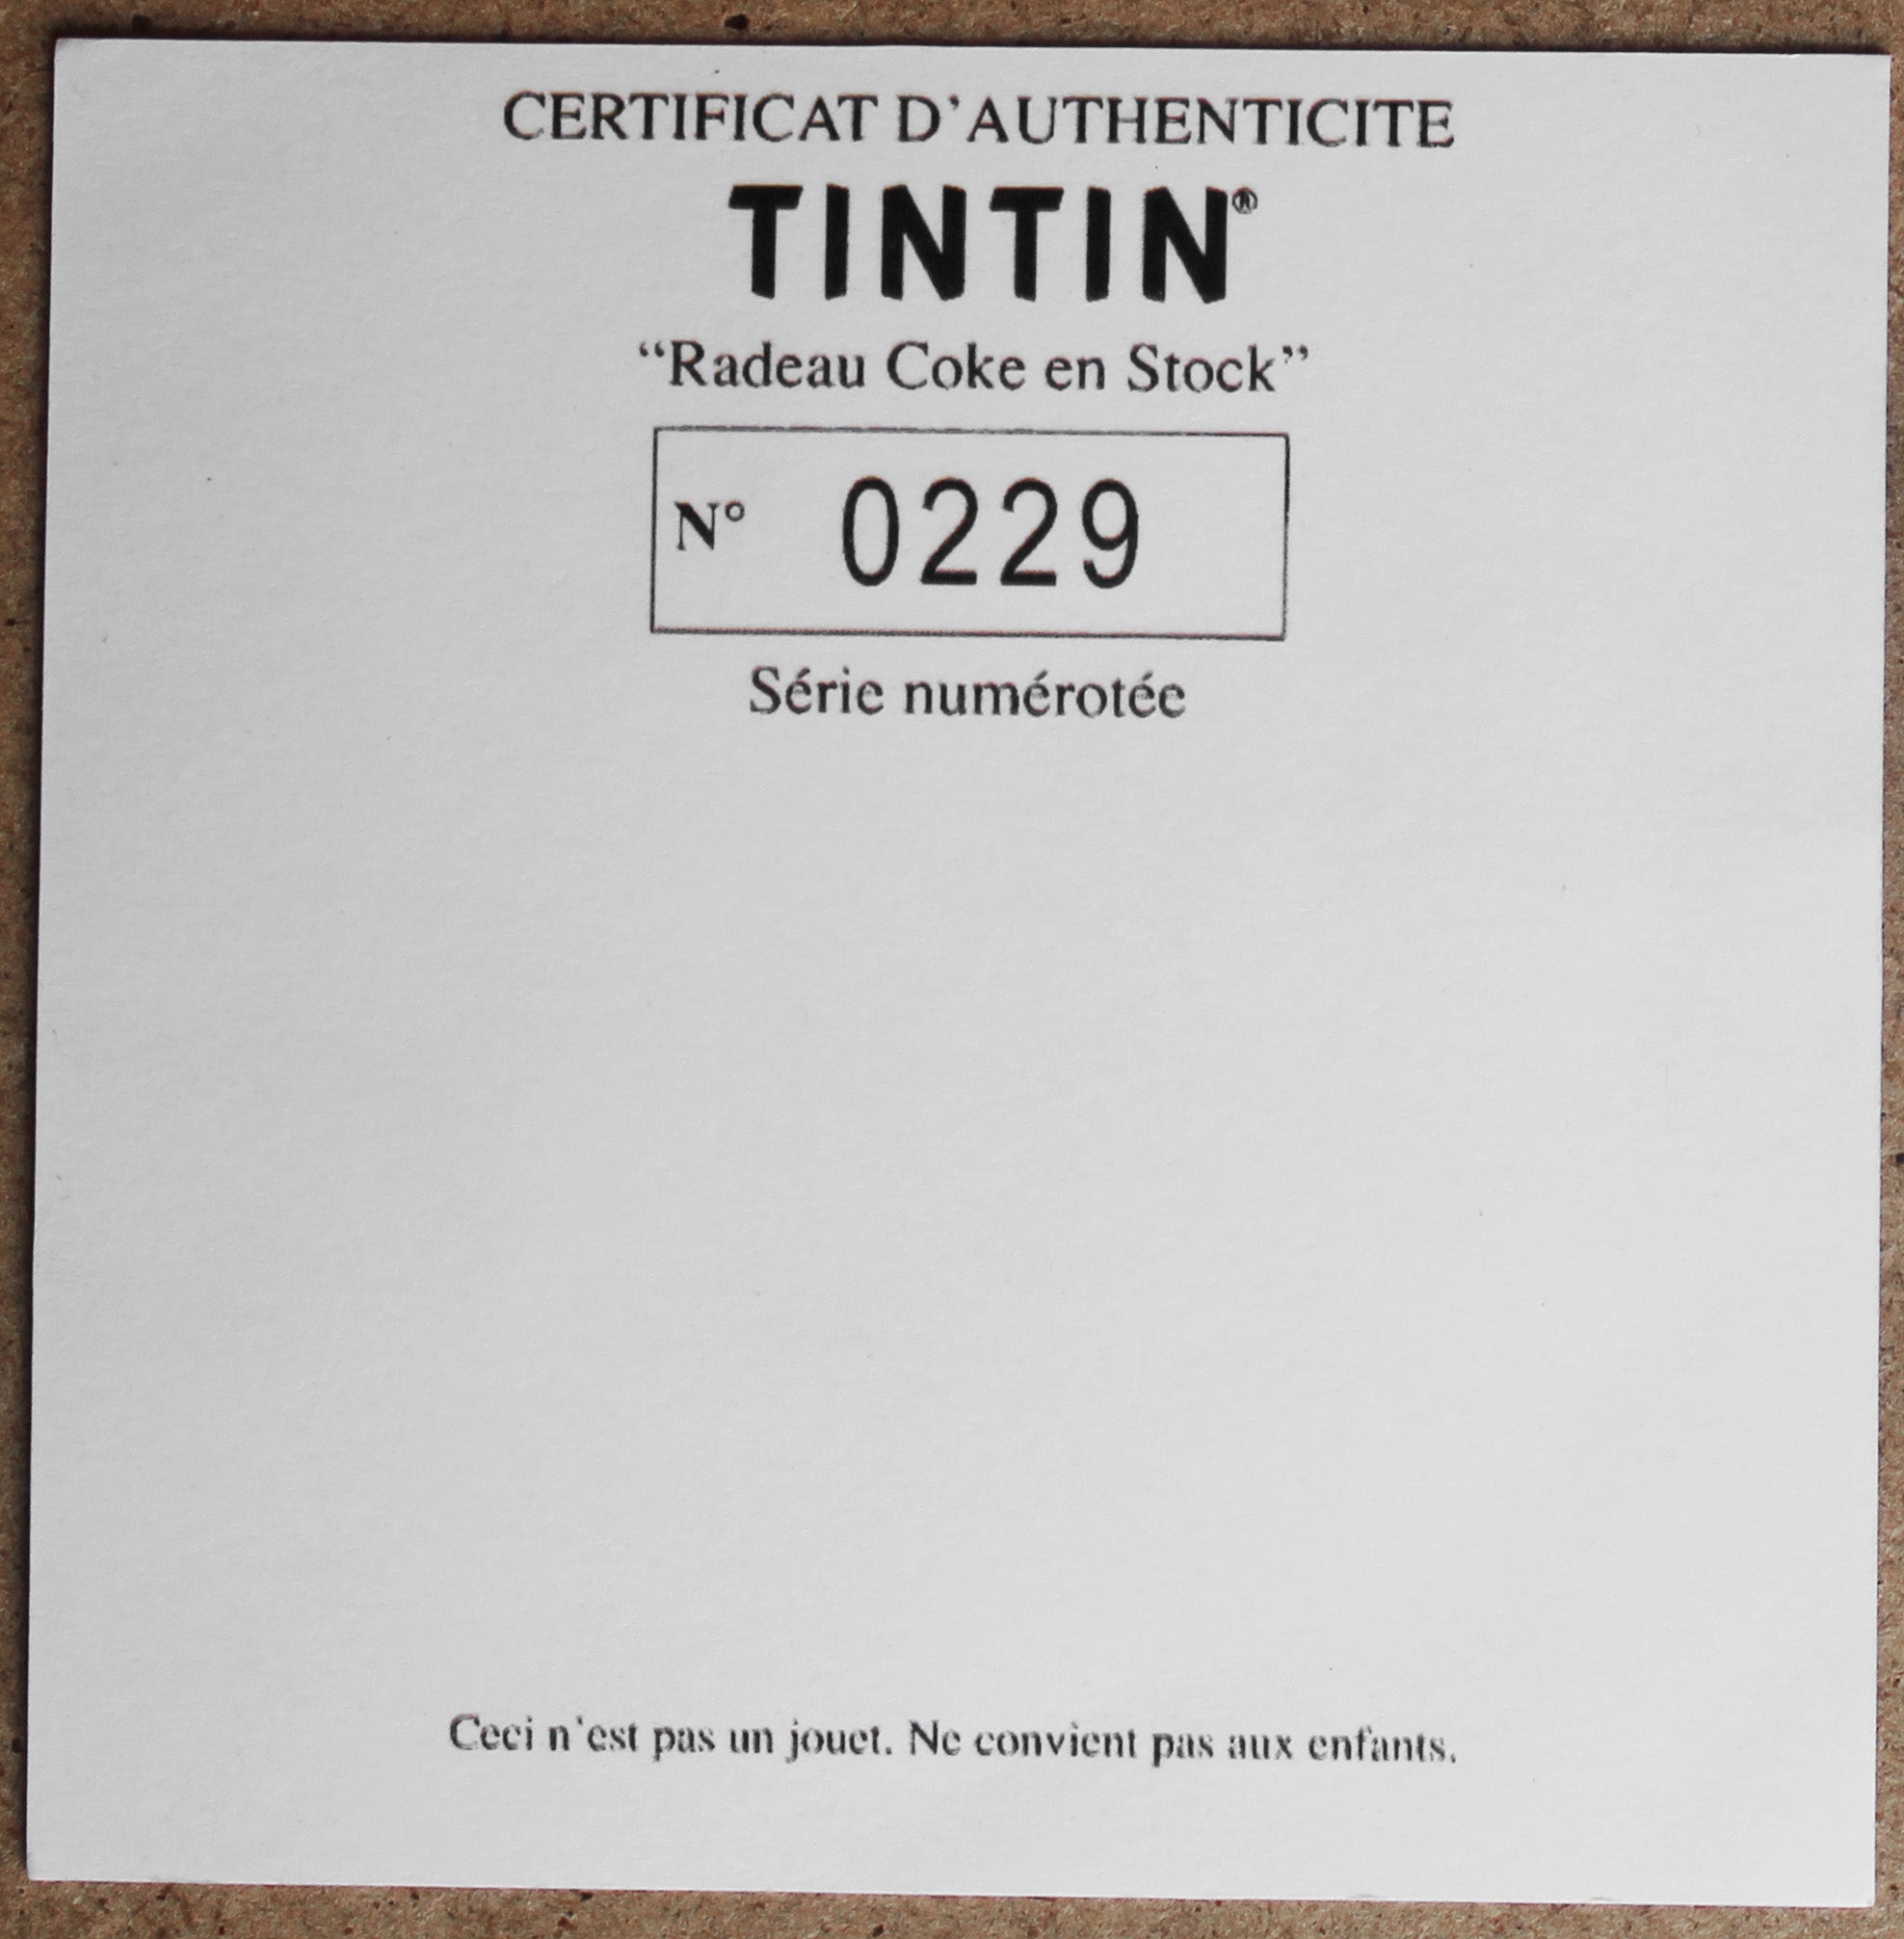 CERTIFICAT D'AUTHENTICITE
TINTIN®
“Radeau Coke en Stock”
N° 0229
Série numérotée
Ceci n'est pas un jouet. Ne convient pas aux enfants.